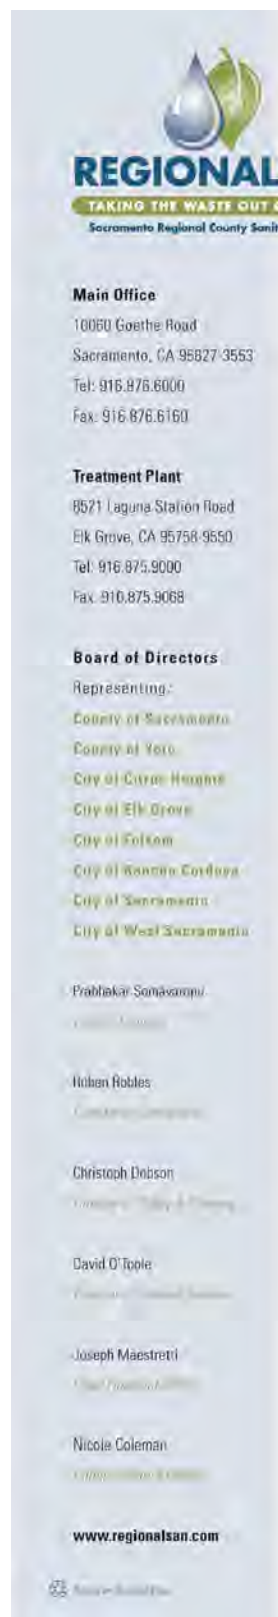 REGIONAL
TAKING THE WASTE OUT
Sacramento Regional County Sani
Main Office
10060 Goethe Road
Sacramento, CA 95827-3553
Tel: 916.876.6000
Fax: 916.876.6160
Treatment Plant
8521 Laguna Station Road
Elk Grove, CA 95758-9550
Tel: 916.875.9000
Fax: 916.875.9068
Board of Directors
Representing:
County of Sacramento
County of Yolo
City of Citrus Heights
City of Elk Grove
City of Folsom
City of Rancho Cordova
City of Sacramento
City of West Sacramento
Prabhakar Somavarapu
Ruben Robles
Christoph Dobson
David O'Toole
Joseph Maestretti
Nicole Coleman
www.regionalsan.com